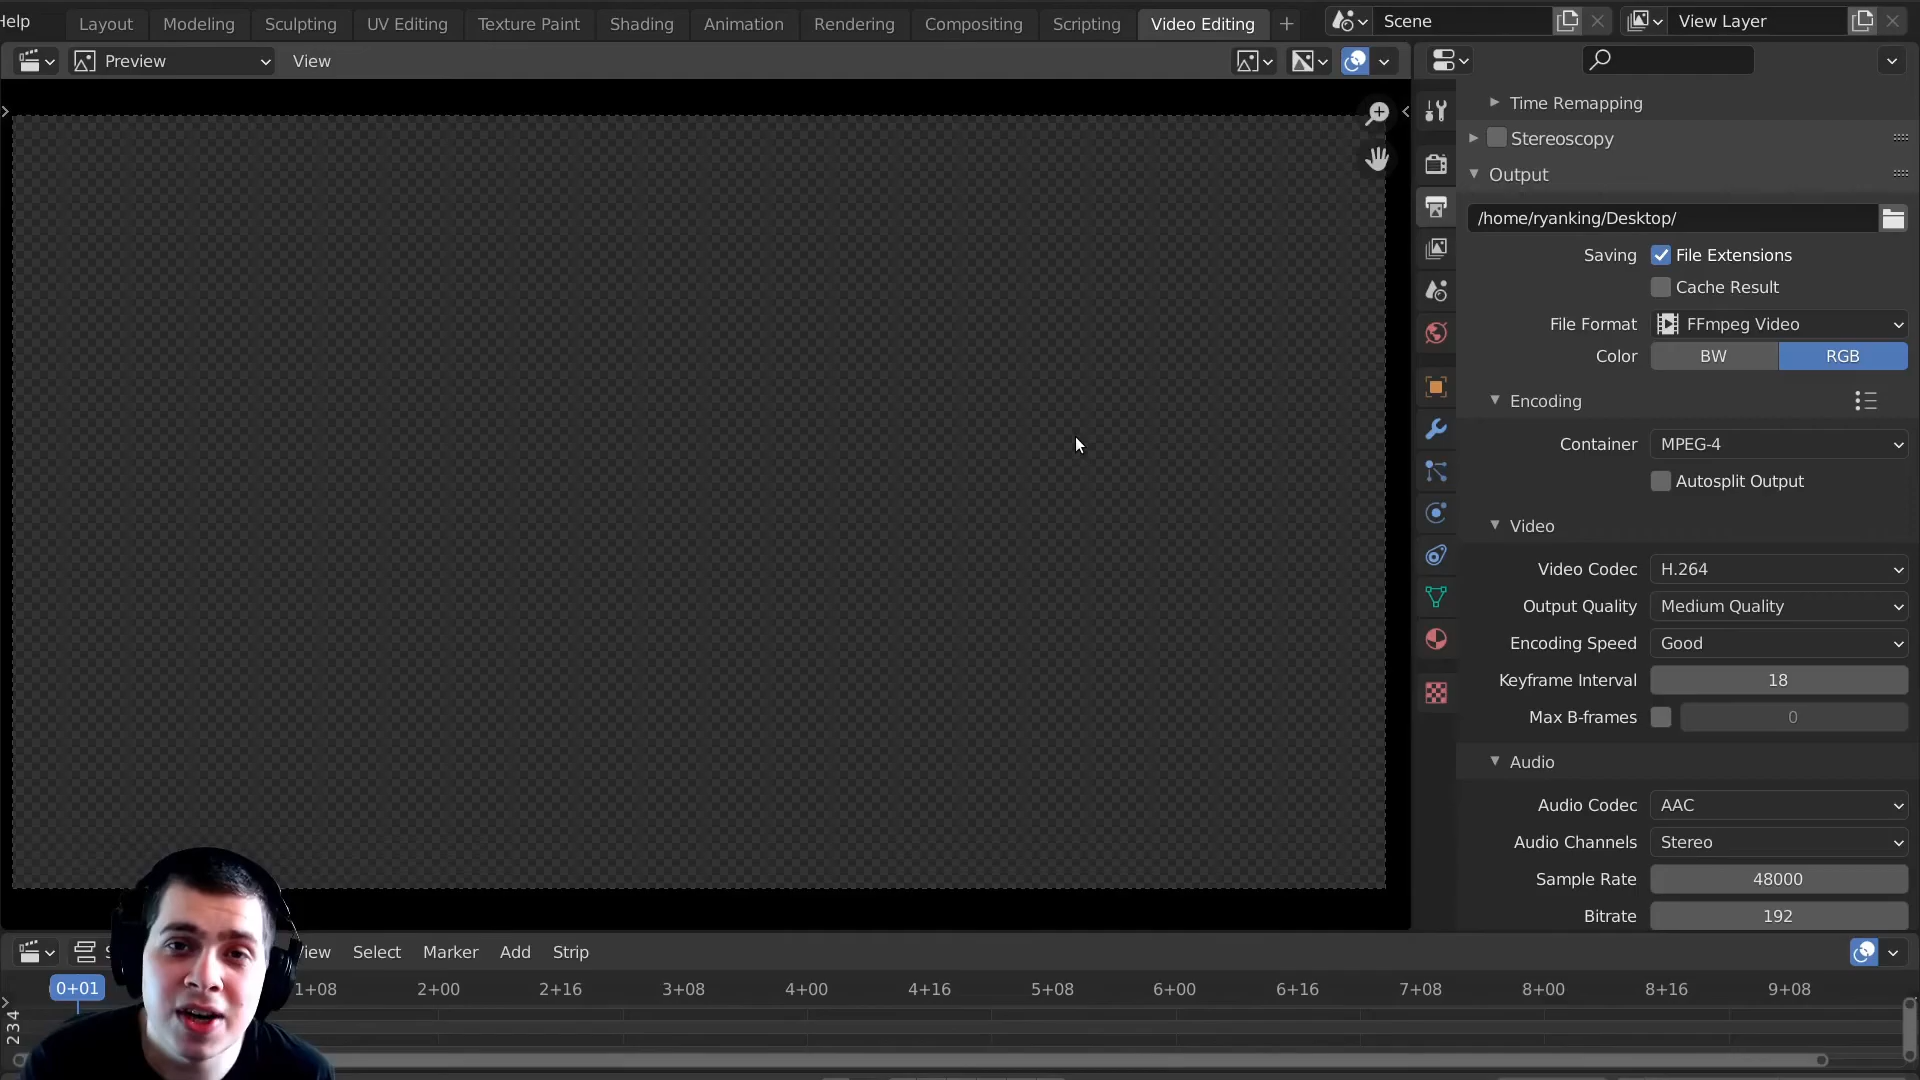 Help Layout Modeling Sculpting UV Editing Texture Paint Shading Animation Rendering Compositing Scripting Video Editing + Scene View Layer
Preview View
Time Remapping
Stereoscopy
Output
/home/ryanking/Desktop/
Saving File Extensions
Cache Result
File Format FFmpeg Video
Color BW RGB
Encoding
Container MPEG-4
Autosplit Output
Video
Video Codec H.264
Output Quality Medium Quality
Encoding Speed Good
Keyframe Interval 18
Max B-frames 0
Audio
Audio Codec AAC
Audio Channels Stereo
Sample Rate 48000
Bitrate 192
Select Marker Add Strip
0+01 1+08 2+00 2+16 3+08 4+00 4+16 5+08 6+00 6+16 7+08 8+00 8+16 9+08
234